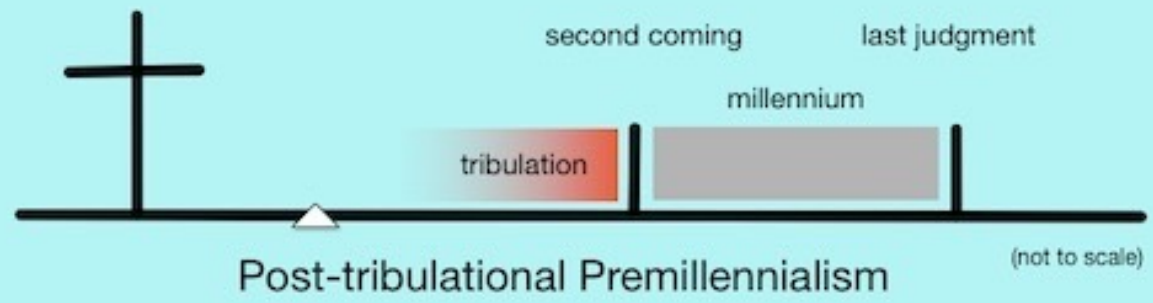 second coming
last judgment
millennium
tribulation
Post-tribulational Premillennialism
(not to scale)